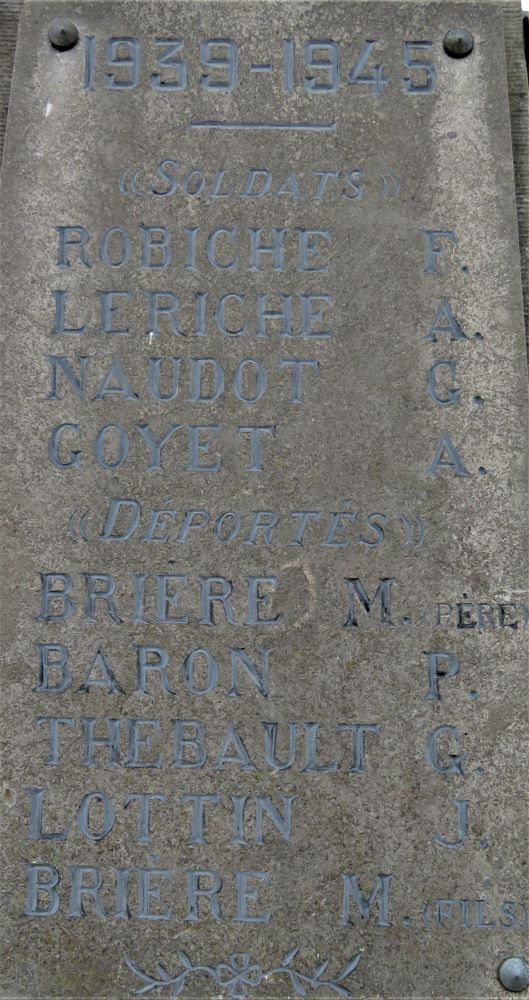 1939-1945
« SOLDATS »
ROBICHE F.
LERICHE A.
NAUDOT G.
GOYET A.
« DÉPORTÉS »
BRIÈRE M. (PÈRE)
BARON P.
THEBAULT G.
LOTTIN J.
BRIÈRE M. (FILS)